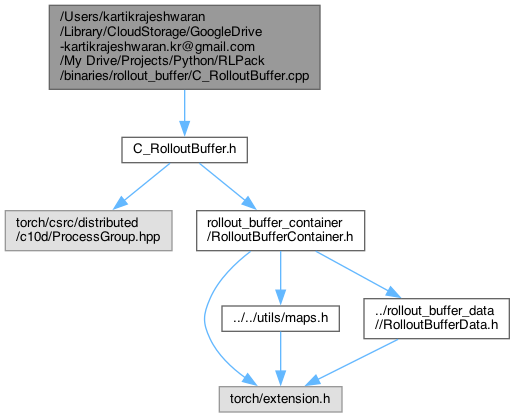 /Users/kartikrajeshwaran
/Library/CloudStorage/GoogleDrive
-kartikrajeshwaran.kr@gmail.com
/My Drive/Projects/Python/RLPack
/binaries/rollout_buffer/C_RolloutBuffer.cpp
C_RolloutBuffer.h
torch/csrc/distributed
/c10d/ProcessGroup.hpp
rollout_buffer_container
/RolloutBufferContainer.h
../../utils/maps.h
../rollout_buffer_data
//RolloutBufferData.h
torch/extension.h